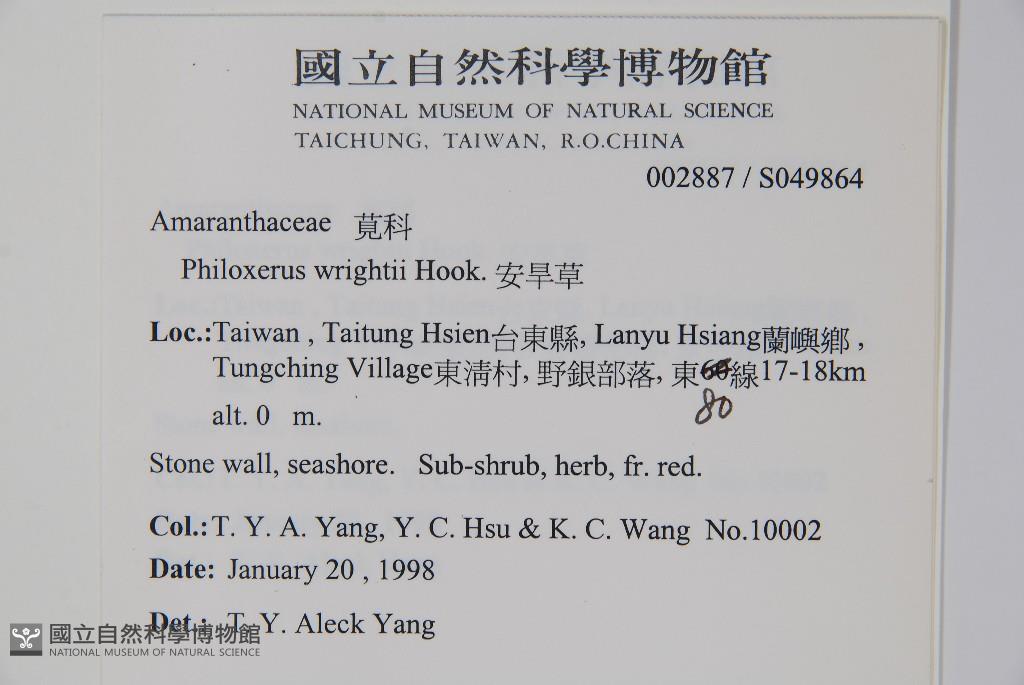 國立自然科學博物館
NATIONAL MUSEUM OF NATURAL SCIENCE
TAICHUNG, TAIWAN, R.O.CHINA
002887 / S049864
Amaranthaceae 莧科
Philoxerus wrightii Hook. 安旱草
Loc.:Taiwan , Taitung Hsien台東縣, Lanyu Hsiang蘭嶼鄉 ,
Tungching Village東清村, 野銀部落, 東60線17-18km
80
alt. 0 m.
Stone wall, seashore. Sub-shrub, herb, fr. red.
Col.:T. Y. A. Yang, Y. C. Hsu & K. C. Wang No.10002
Date: January 20 , 1998
Det.: T. Y. Aleck Yang
國立自然科學博物館
NATIONAL MUSEUM OF NATURAL SCIENCE